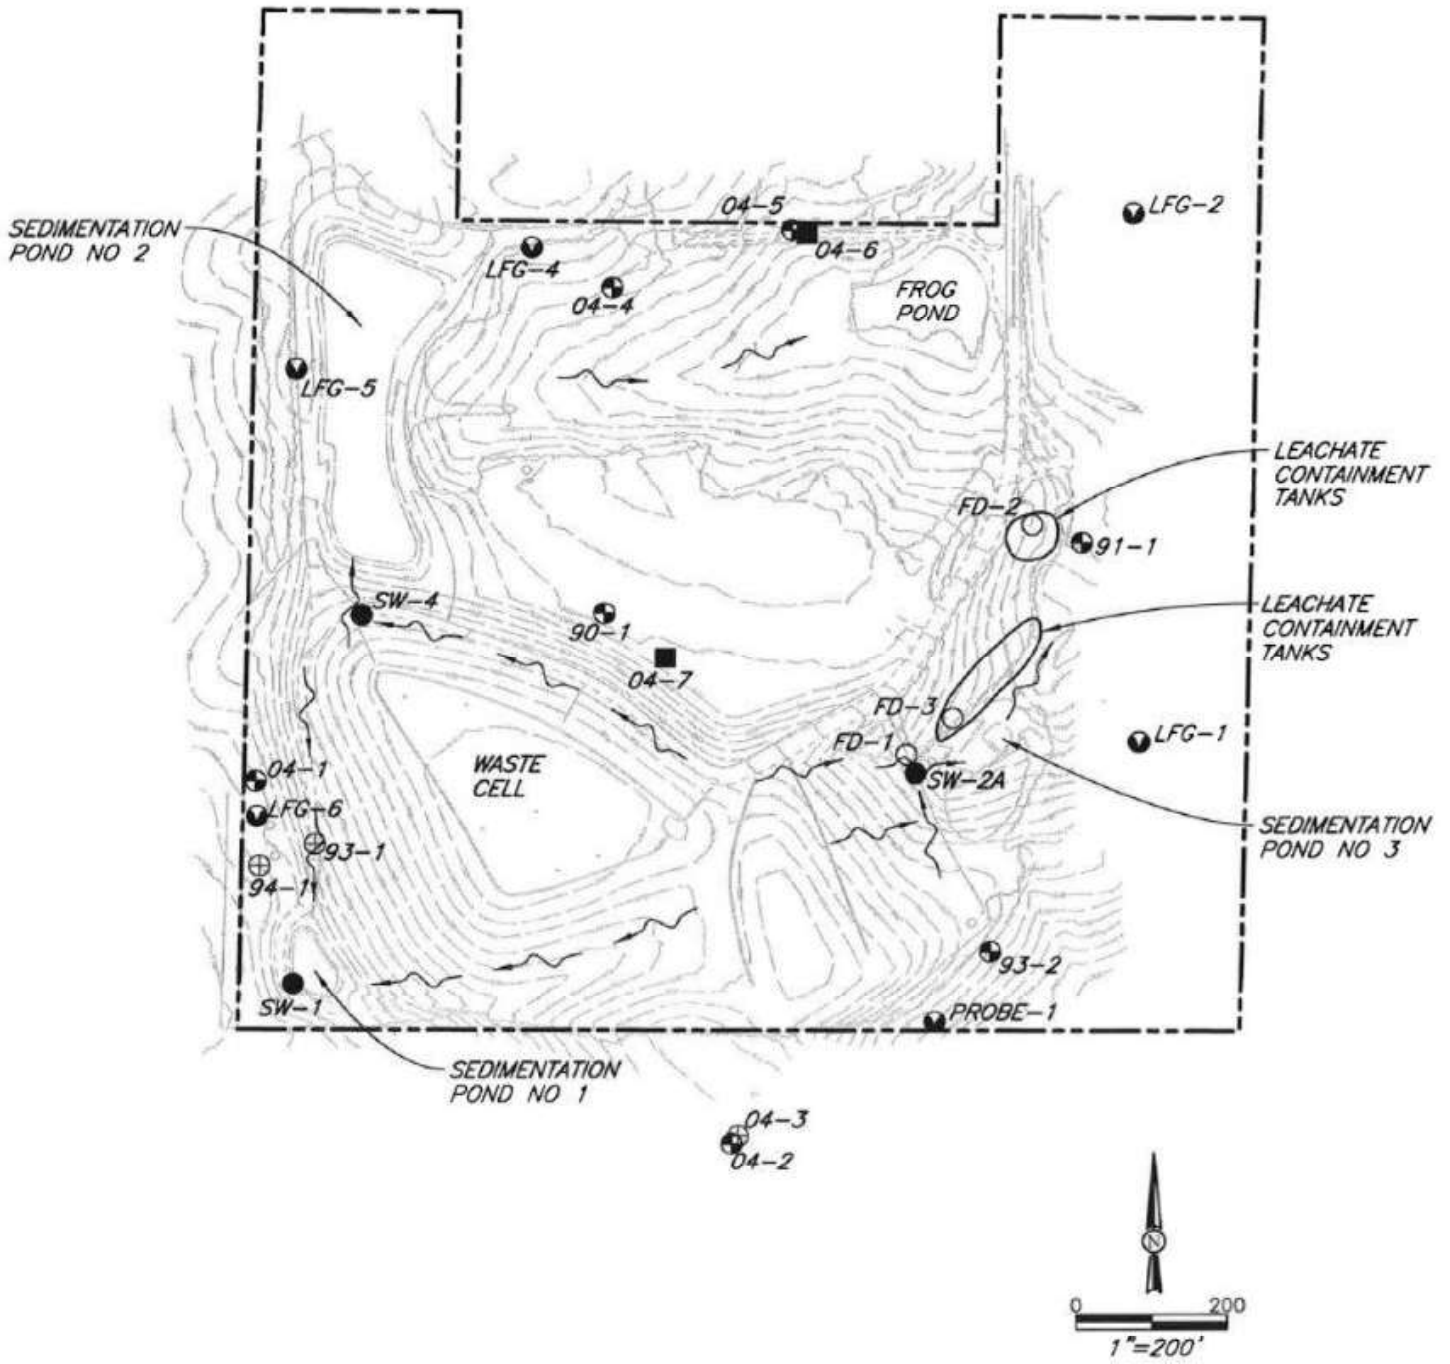 04-5
LFG-2
SEDIMENTATION
POND NO 2
04-6
LFG-4
04-4
FROG
POND
LFG-5
LEACHATE
CONTAINMENT
TANKS
FD-2
91-1
SW-4
LEACHATE
CONTAINMENT
TANKS
90-1
04-7
FD-3
FD-1
LFG-1
WASTE
CELL
04-1
SW-2A
LFG-6
SEDIMENTATION
POND NO 3
93-1
94-1
93-2
SW-1
PROBE-1
SEDIMENTATION
POND NO 1
04-3
04-2
N
0 200
1"=200'